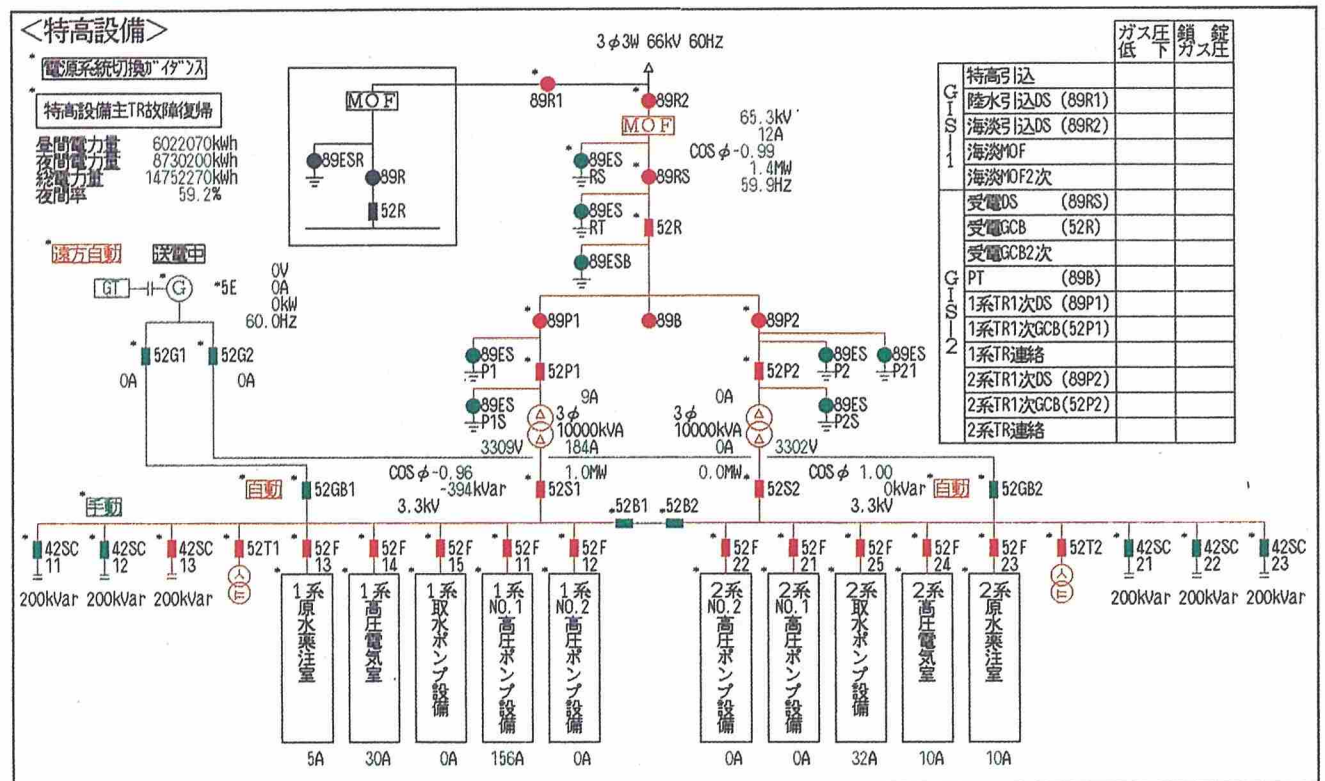 ＜特高設備＞
* 電源系統切換ｶﾞｲﾀﾞﾝｽ
* 特高設備主TR故障復帰
昼間電力量 6022070kWh
夜間電力量 8730200kWh
総電力量 14752270kWh
夜間率 59.2%
MOF
89ESR
89R
52R
3φ3W 66kV 60Hz
* 89R1
* 89R2
MOF
65.3kV
12A
COSφ-0.99
1.4MW
59.9Hz
* 89ES RS
* 89RS
* 89ES RT
* 52R
* 89ESB
ガス圧低下
鎖錠ガス圧
GIS-1
特高引込
陸水引込DS (89R1)
海淡引込DS (89R2)
海淡MOF
海淡MOF2次
GIS-2
受電DS (89RS)
受電GCB (52R)
受電GCB2次
PT (89B)
1系TR1次DS (89P1)
1系TR1次GCB(52P1)
1系TR連絡
2系TR1次DS (89P2)
2系TR1次GCB(52P2)
2系TR連絡
* 遠方自動
送電中
GT
G
*5E
0V
0A
0kW
60.0Hz
* 52G1
* 52G2
0A
0A
* 89P1
89B
* 89P2
* 89ES P1
* 52P1
* 52P2
* 89ES P2
* 89ES P21
* 89ES P1S
* 89ES P2S
9A
3φ
10000kVA
3309V
184A
0A
3φ
10000kVA
0A
3302V
COSφ-0.96
1.0MW
-394kVar
0.0MW
COSφ 1.00
0kVar
* 自動
* 52GB1
* 52S1
* 52S2
* 自動
* 52GB2
* 手動
3.3kV
*52B1
*52B2
3.3kV
* 42SC 11
* 42SC 12
* 42SC 13
* 52T1
* 52F 13
* 52F 14
* 52F 15
* 52F 11
* 52F 12
* 52F 22
* 52F 21
* 52F 25
* 52F 24
* 52F 23
* 52T2
* 42SC 21
* 42SC 22
* 42SC 23
200kVar
200kVar
200kVar
200kVar
200kVar
200kVar
* 1系原水薬注室
* 1系高圧電気室
* 1系取水ポンプ設備
* 1系NO.1高圧ポンプ設備
* 1系NO.2高圧ポンプ設備
* 2系NO.2高圧ポンプ設備
* 2系NO.1高圧ポンプ設備
* 2系取水ポンプ設備
* 2系高圧電気室
* 2系原水薬注室
5A
30A
0A
156A
0A
0A
0A
32A
10A
10A